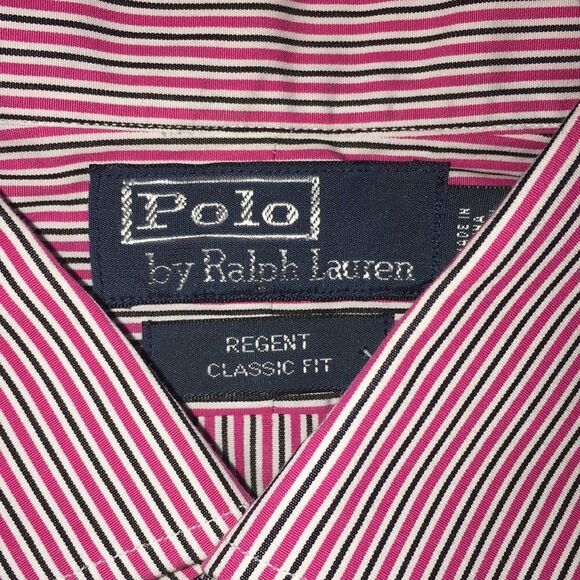 Polo
by Ralph Lauren
REGENT
CLASSIC FIT